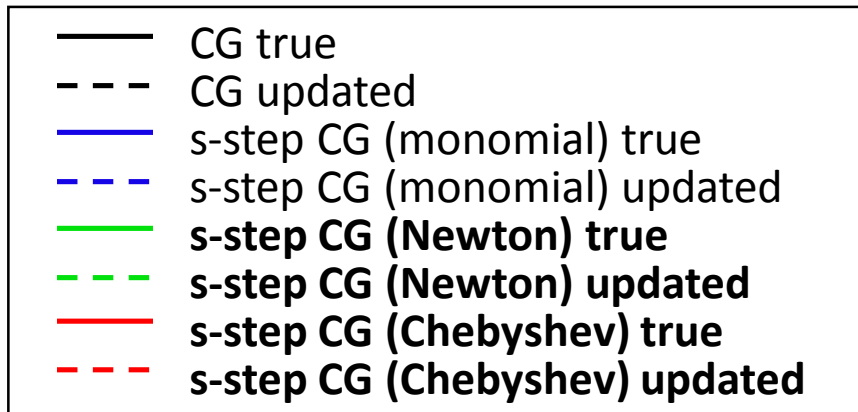 CG true
CG updated
s-step CG (monomial) true
s-step CG (monomial) updated
s-step CG (Newton) true
s-step CG (Newton) updated
s-step CG (Chebyshev) true
s-step CG (Chebyshev) updated